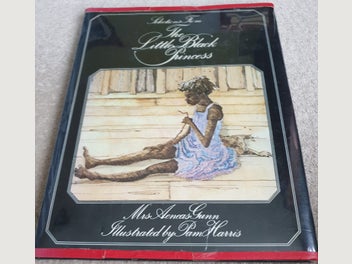 Selections From
The
Little Black
Princess
Mrs. Aeneas Gunn
Illustrated by Pam Harris